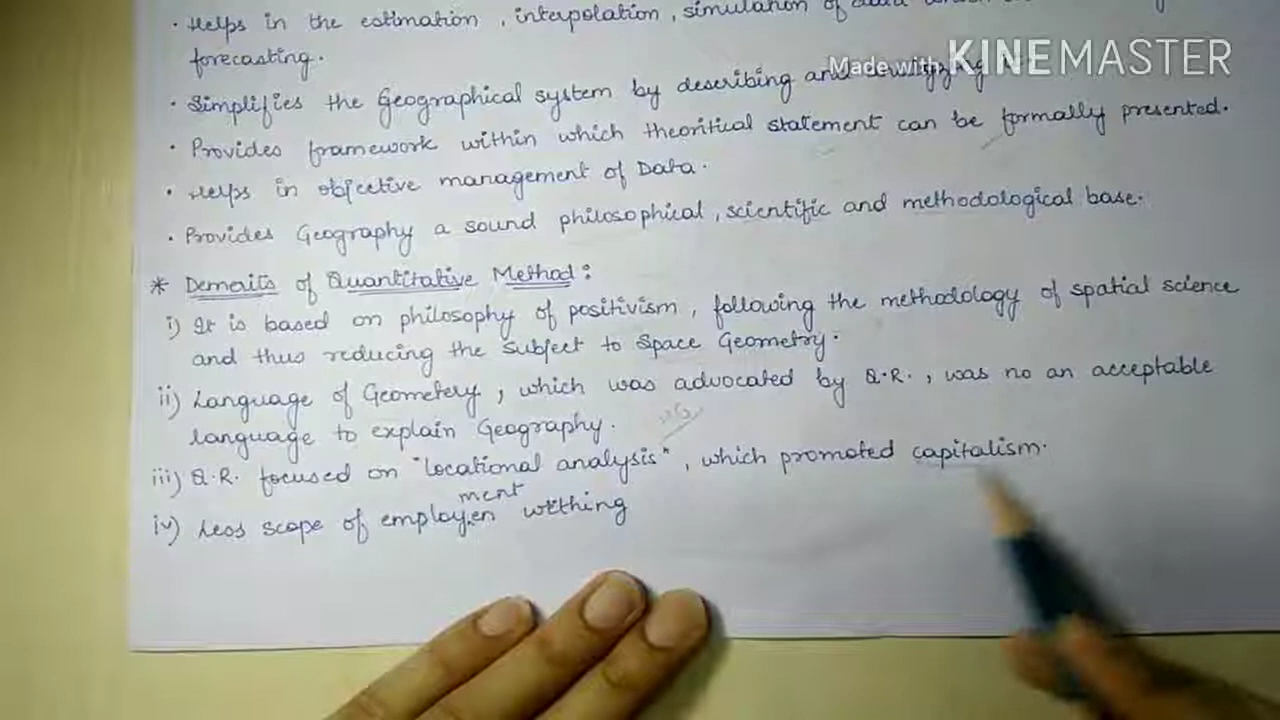 • Helps in the estimation, interpolation, simulation of data
forecasting.
• Simplifies the Geographical system by describing and
• Provides framework within which theoritical statement can be formally presented.
• Helps in objective management of Data.
• Provides Geography a sound philosophical, scientific and methodological base.
* Demerits of Quantitative Method:
i) It is based on philosophy of positivism, following the methodology of spatial science
and thus reducing the subject to Space Geometry.
ii) Language of Geometery, which was advocated by Q.R., was no an acceptable
language to explain Geography.
iii) Q.R. focused on "locational analysis", which promoted capitalism.
ment
iv) Less scope of employ en
Made with KINEMASTER